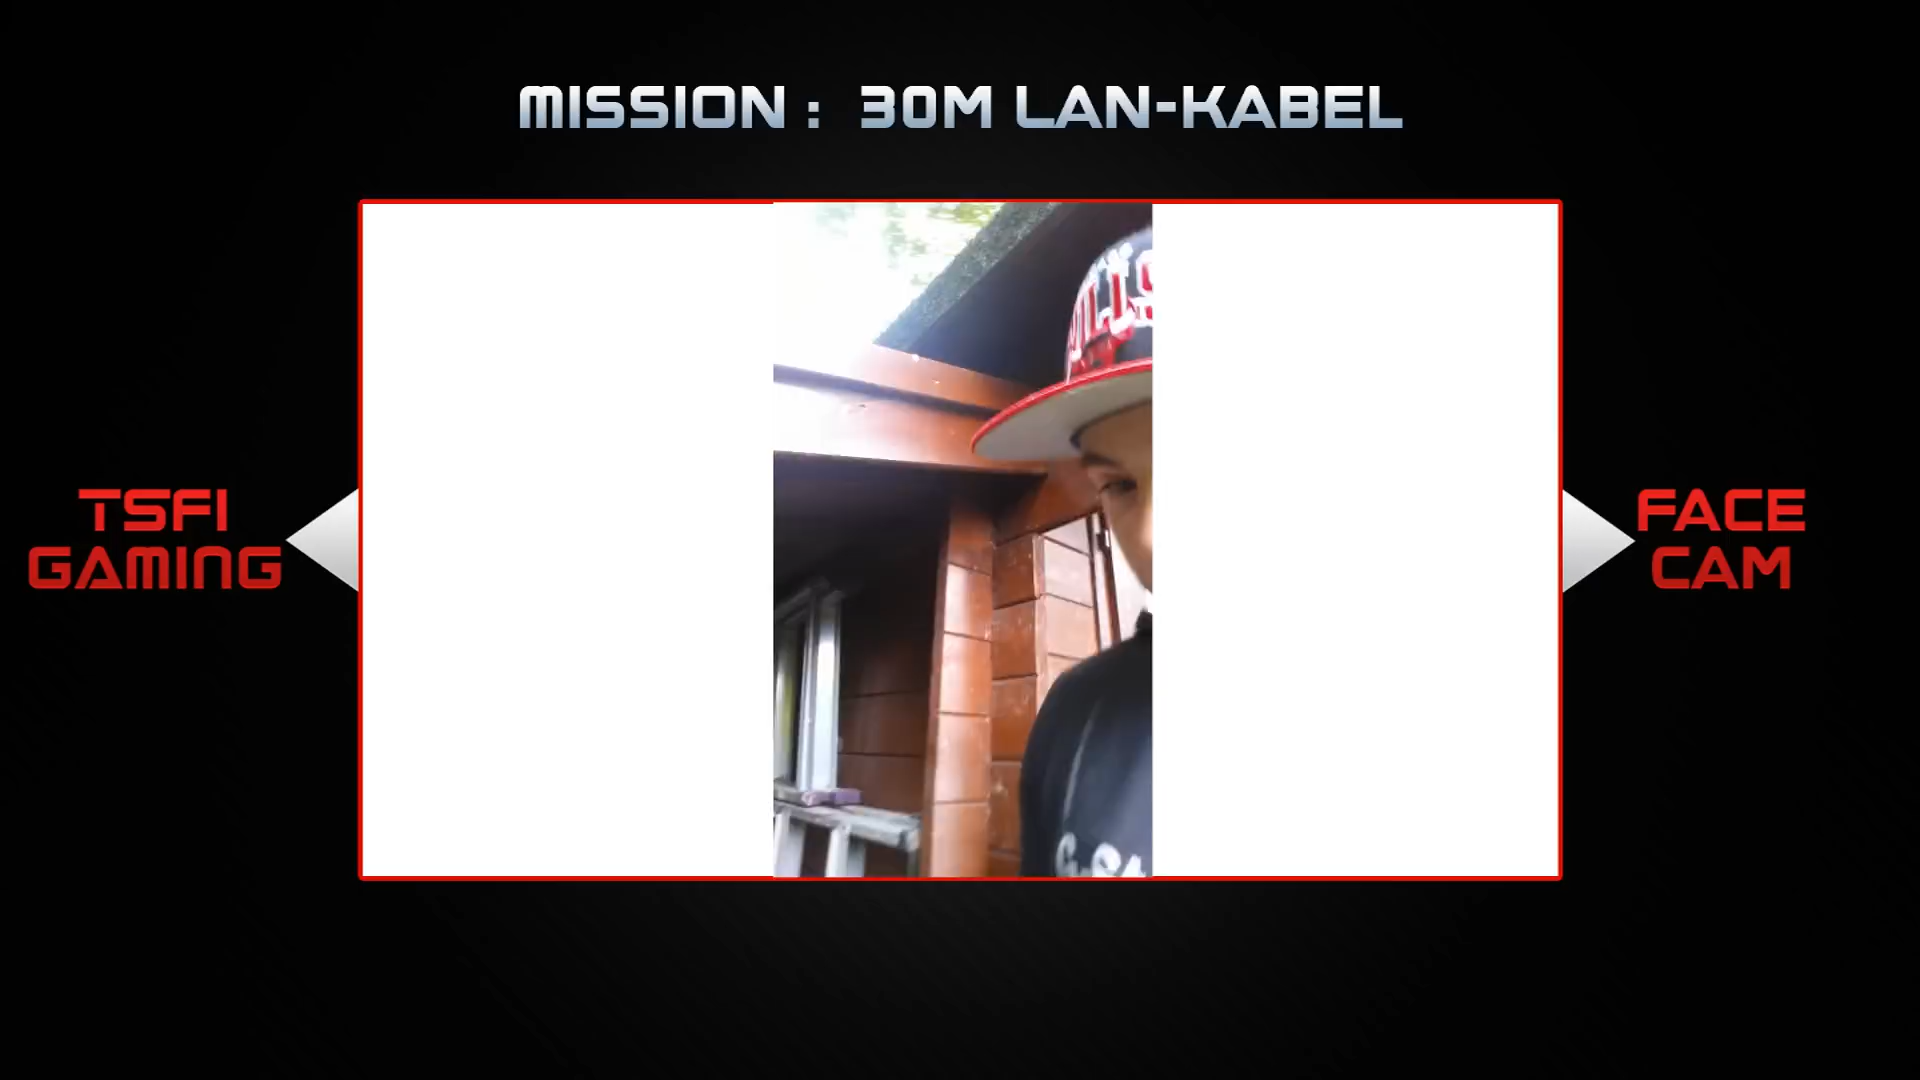 MISSION : 30M LAN-KABEL
TSFI
GAMING
FACE
CAM